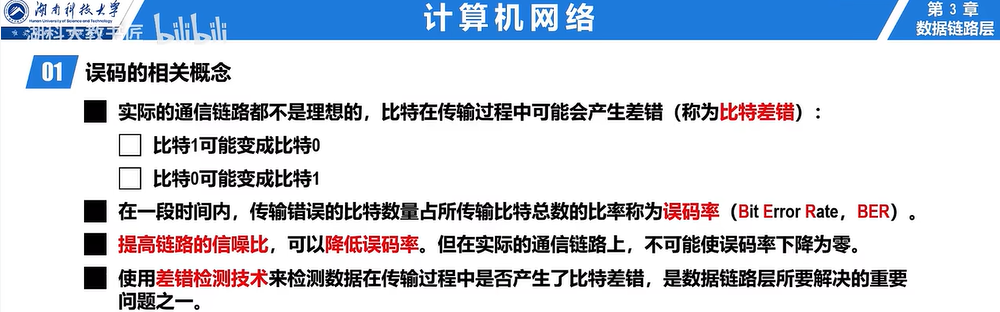 湖南科技大学
Hunan University of Science and Technology
计算机网络
第 3 章
数据链路层
湖科大教书匠 bilibili
01 误码的相关概念
实际的通信链路都不是理想的，比特在传输过程中可能会产生差错（称为比特差错）：
比特1可能变成比特0
比特0可能变成比特1
在一段时间内，传输错误的比特数量占所传输比特总数的比率称为误码率（Bit Error Rate，BER）。
提高链路的信噪比，可以降低误码率。但在实际的通信链路上，不可能使误码率下降为零。
使用差错检测技术来检测数据在传输过程中是否产生了比特差错，是数据链路层所要解决的重要
问题之一。